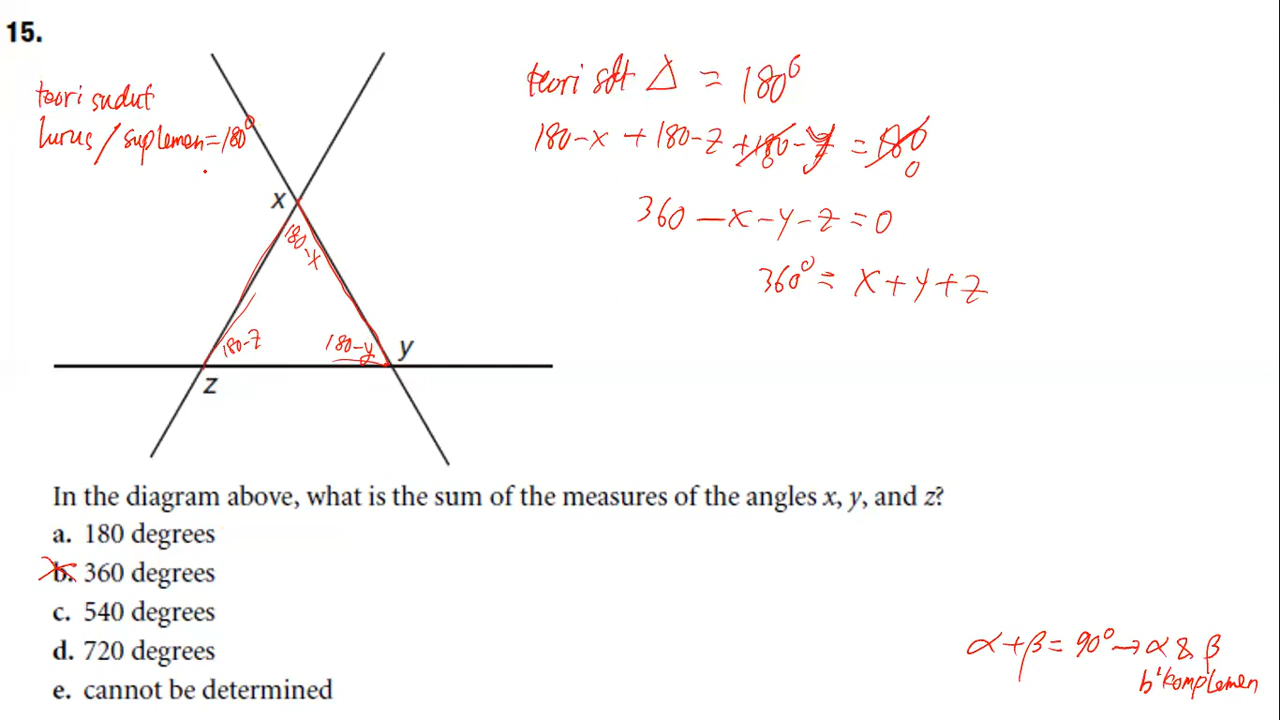 15.
teori sudut
lurus / suplemen = 180°
x
180-x
180-z
180-y
y
z
teori sdt △ = 180°
180-x + 180-z + 180-y = 180
0
0
360 - x - y - z = 0
360° = x + y + z
In the diagram above, what is the sum of the measures of the angles x, y, and z?
a. 180 degrees
b. 360 degrees
c. 540 degrees
d. 720 degrees
e. cannot be determined
α + β = 90° → α & β
b'komplemen